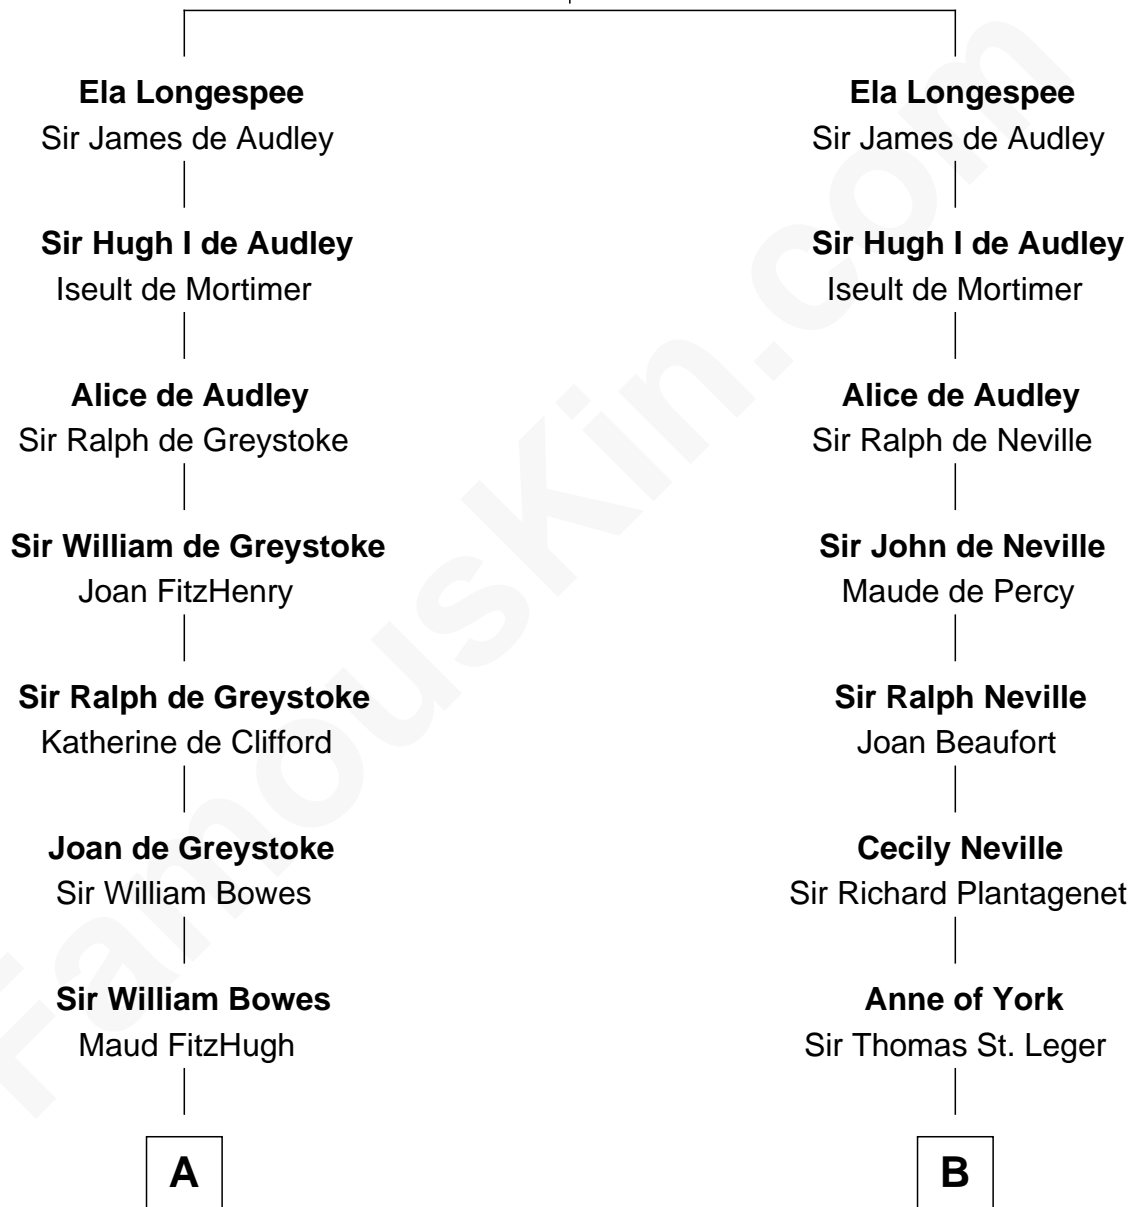 Ela Longespee
Sir James de Audley
Sir Hugh I de Audley
Iseult de Mortimer
Alice de Audley
Sir Ralph de Greystoke
Sir William de Greystoke
Joan FitzHenry
Sir Ralph de Greystoke
Katherine de Clifford
Joan de Greystoke
Sir William Bowes
Sir William Bowes
Maud FitzHugh
A
Ela Longespee
Sir James de Audley
Sir Hugh I de Audley
Iseult de Mortimer
Alice de Audley
Sir Ralph de Neville
Sir John de Neville
Maude de Percy
Sir Ralph Neville
Joan Beaufort
Cecily Neville
Sir Richard Plantagenet
Anne of York
Sir Thomas St. Leger
B
FamousKin.com